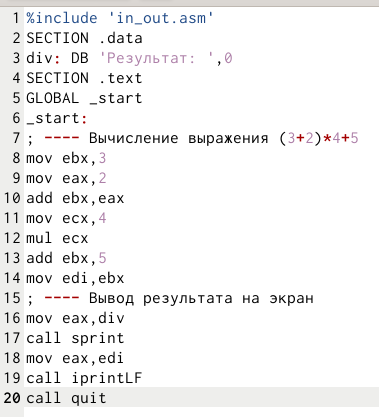 1 %include 'in_out.asm'
2 SECTION .data
3 div: DB 'Результат: ',0
4 SECTION .text
5 GLOBAL _start
6 _start:
7 ; ---- Вычисление выражения (3+2)*4+5
8 mov ebx,3
9 mov eax,2
10 add ebx,eax
11 mov ecx,4
12 mul ecx
13 add ebx,5
14 mov edi,ebx
15 ; ---- Вывод результата на экран
16 mov eax,div
17 call sprint
18 mov eax,edi
19 call iprintLF
20 call quit